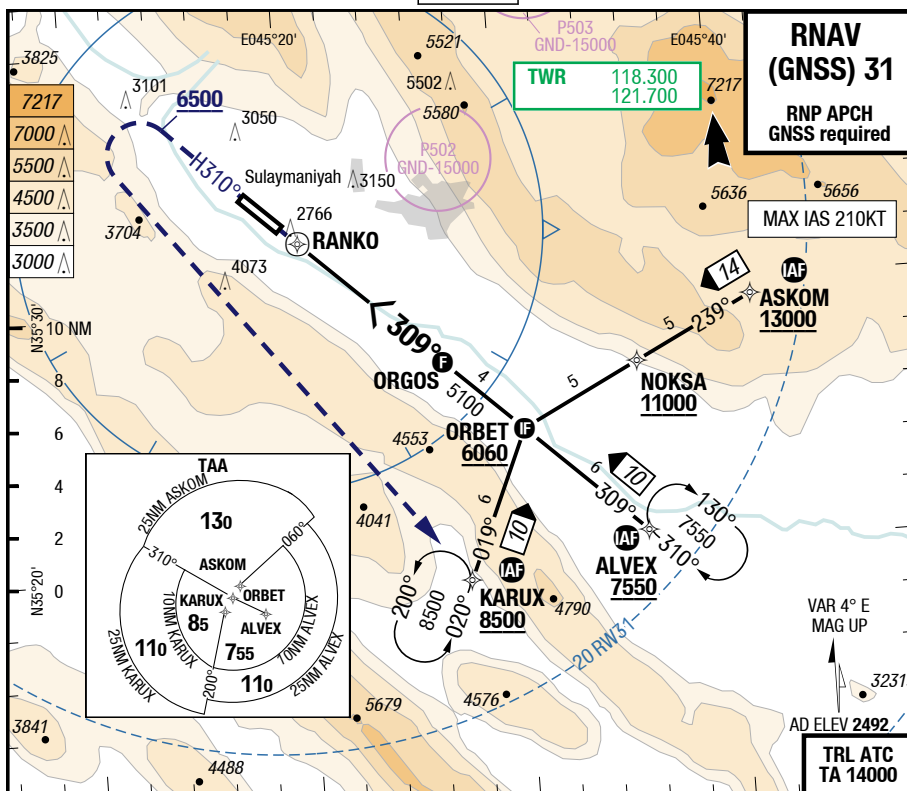 RNAV
(GNSS) 31
RNP APCH
GNSS required
P503
GND-15000
E045°20'
E045°40'
TWR 118.300
121.700
3825
3101
6500
3050
5521
5502
5580
7217
7217
7000
5500
4500
3500
3000
P502
GND-15000
H310°
Sulaymaniyah
3150
5636
5656
MAX IAS 210KT
3704
2766
RANKO
4073
14
IAF
ASKOM
13000
239°
5
5
NOKSA
11000
N35°30'
10 NM
8
6
4
2
0
N35°20'
309°
F
ORGOS
4
5100
IF
ORBET
6060
4553
4041
6
10
309°
6
019°
10
IAF
ALVEX
7550
130°
7550
310°
IAF
KARUX
8500
200°
8500
020°
4790
20 RW31
TAA
25NM ASKOM
130
310°
060°
ASKOM
KARUX
ORBET
ALVEX
10NM KARUX
85
755
70NM ALVEX
25NM KARUX
110
200°
110
25NM ALVEX
VAR 4° E
MAG UP
3231
AD ELEV 2492
3841
5679
4576
4488
TRL ATC
TA 14000